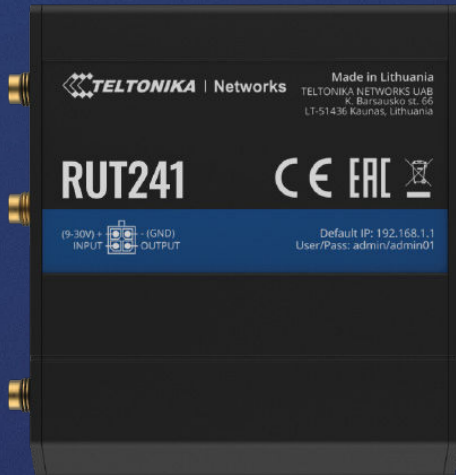 TELTONIKA | Networks
Made in Lithuania
TELTONIKA NETWORKS UAB
K. Barsausko st. 66
LT-51436 Kaunas, Lithuania
RUT241
CE EAC
(9-30V) + - (GND)
INPUT OUTPUT
Default IP: 192.168.1.1
User/Pass: admin/admin01